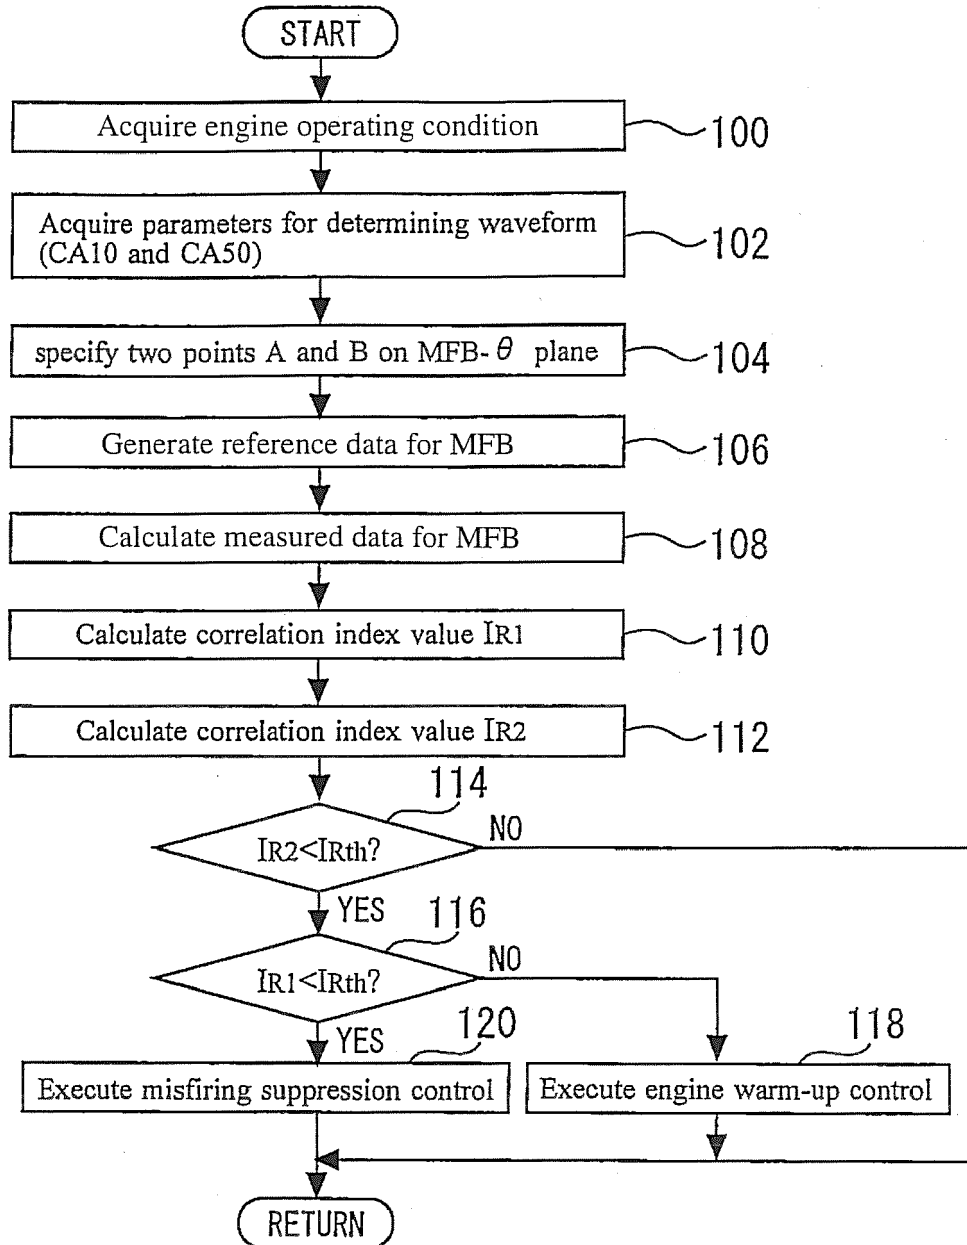 START
Acquire engine operating condition
100
Acquire parameters for determining waveform
(CA10 and CA50)
102
specify two points A and B on MFB-θ plane
104
Generate reference data for MFB
106
Calculate measured data for MFB
108
Calculate correlation index value IR1
110
Calculate correlation index value IR2
112
114
IR2<IRth?
NO
YES
116
IR1<IRth?
NO
YES
120
118
Execute misfiring suppression control
Execute engine warm-up control
RETURN